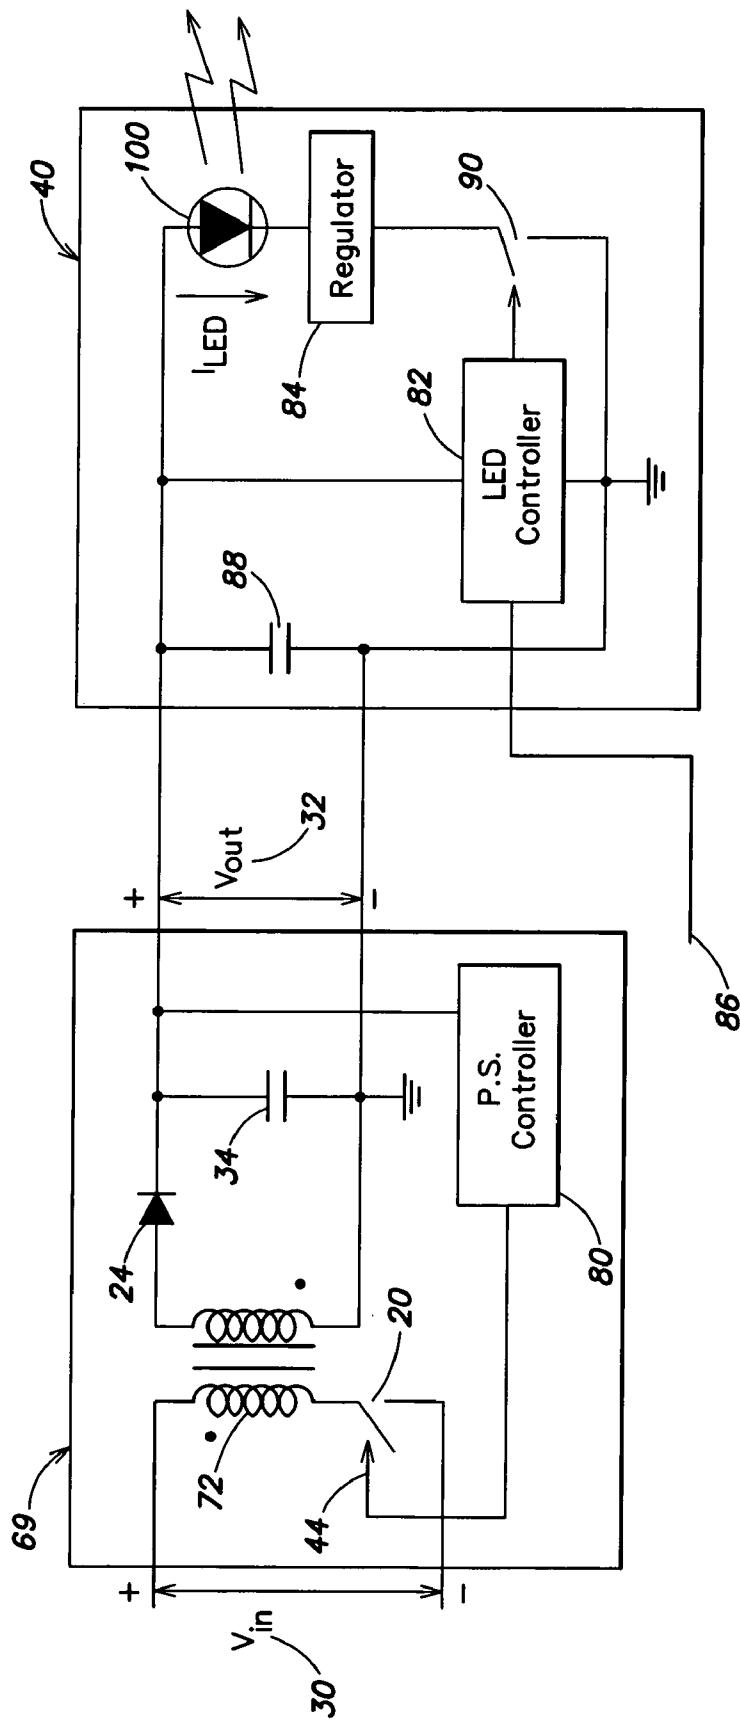 69
40
+
Vin
30
−
72
44
20
24
34
P.S.
Controller
80
+
Vout
32
−
88
86
LED
Controller
82
ILED
100
Regulator
84
90